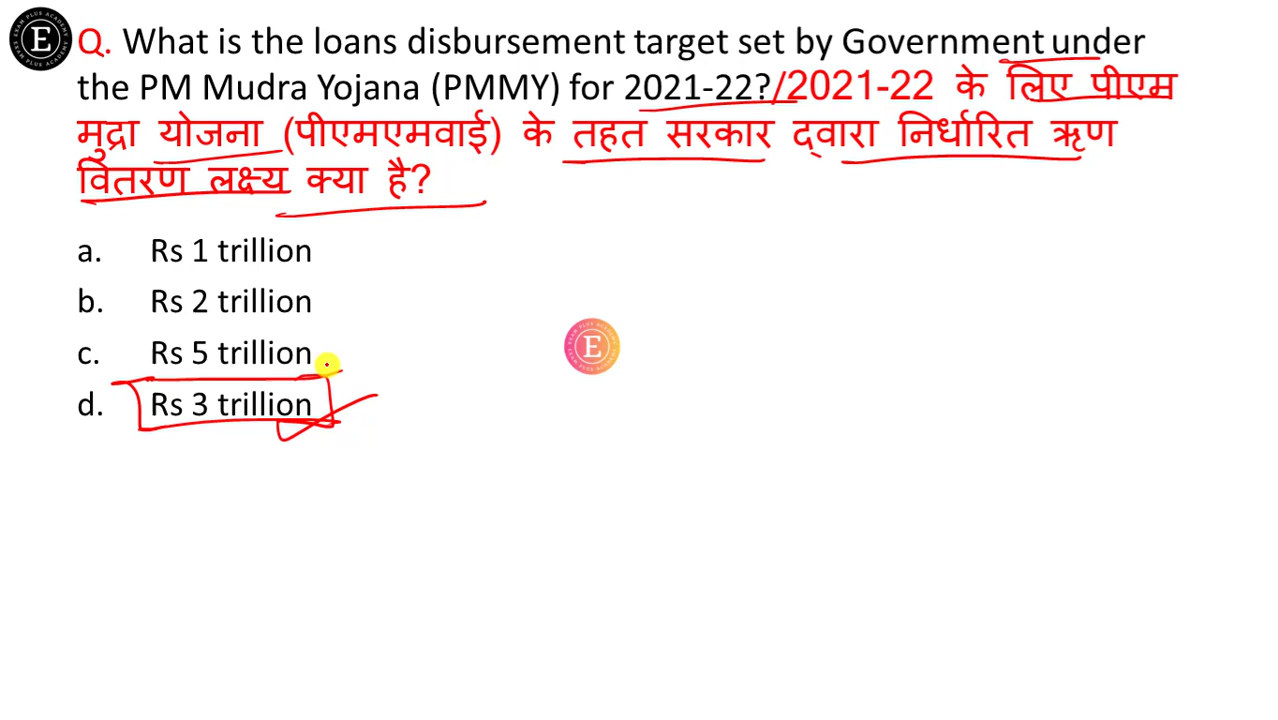 Q. What is the loans disbursement target set by Government under
the PM Mudra Yojana (PMMY) for 2021-22?/2021-22 के लिए पीएम
मुद्रा योजना (पीएमएमवाई) के तहत सरकार द्वारा निर्धारित ऋण
वितरण लक्ष्य क्या है?
a. Rs 1 trillion
b. Rs 2 trillion
E
c. Rs 5 trillion
d. Rs 3 trillion